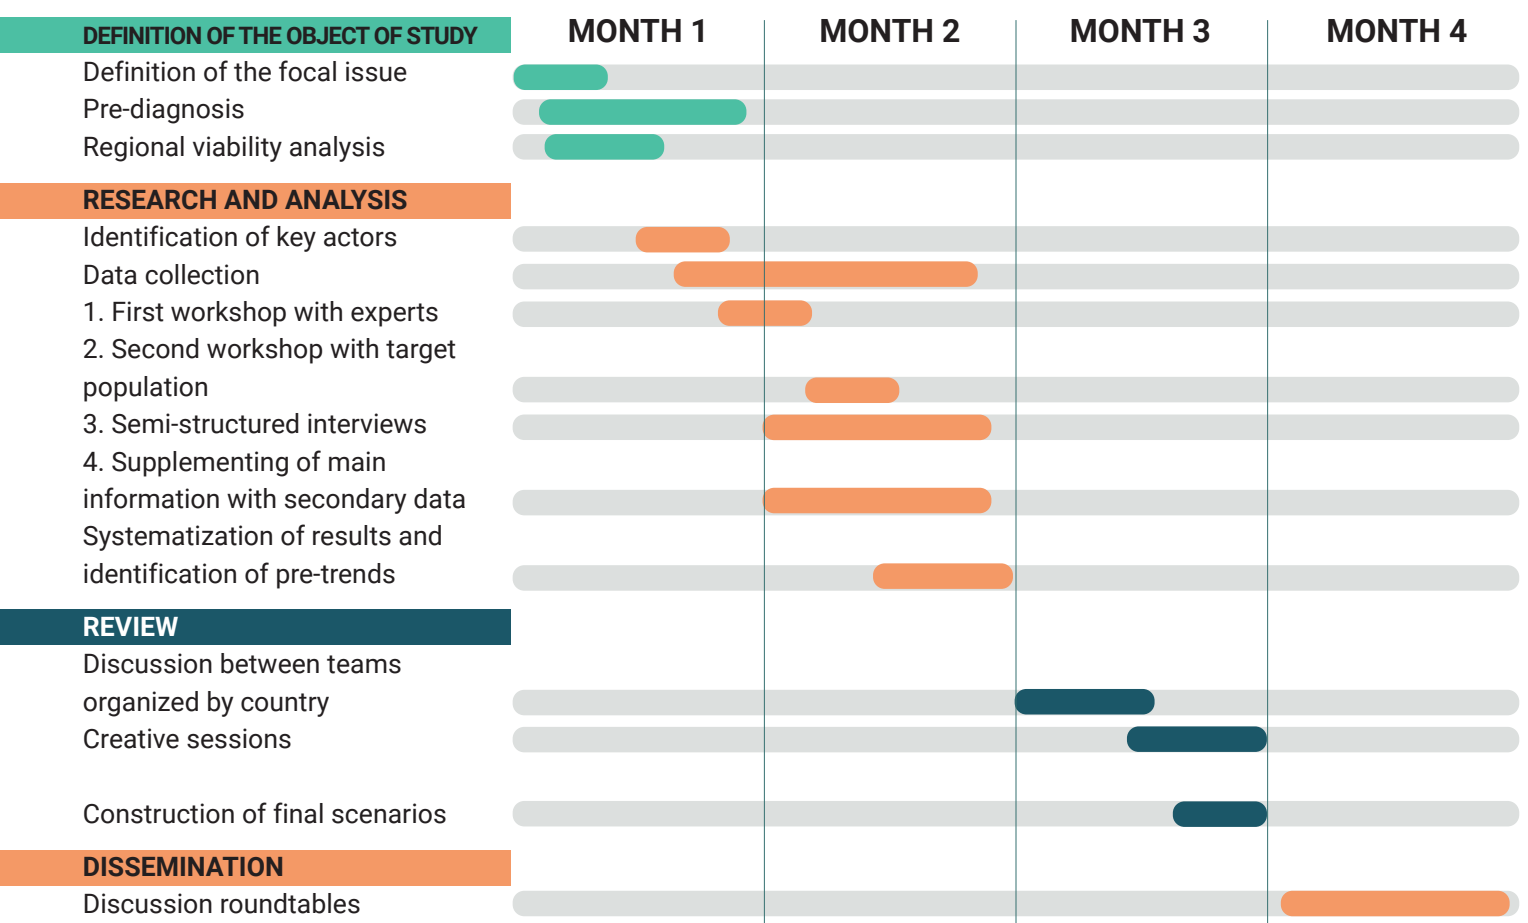 DEFINITION OF THE OBJECT OF STUDY
MONTH 1
MONTH 2
MONTH 3
MONTH 4
Definition of the focal issue
Pre-diagnosis
Regional viability analysis
RESEARCH AND ANALYSIS
Identification of key actors
Data collection
1. First workshop with experts
2. Second workshop with target
population
3. Semi-structured interviews
4. Supplementing of main
information with secondary data
Systematization of results and
identification of pre-trends
REVIEW
Discussion between teams
organized by country
Creative sessions
Construction of final scenarios
DISSEMINATION
Discussion roundtables